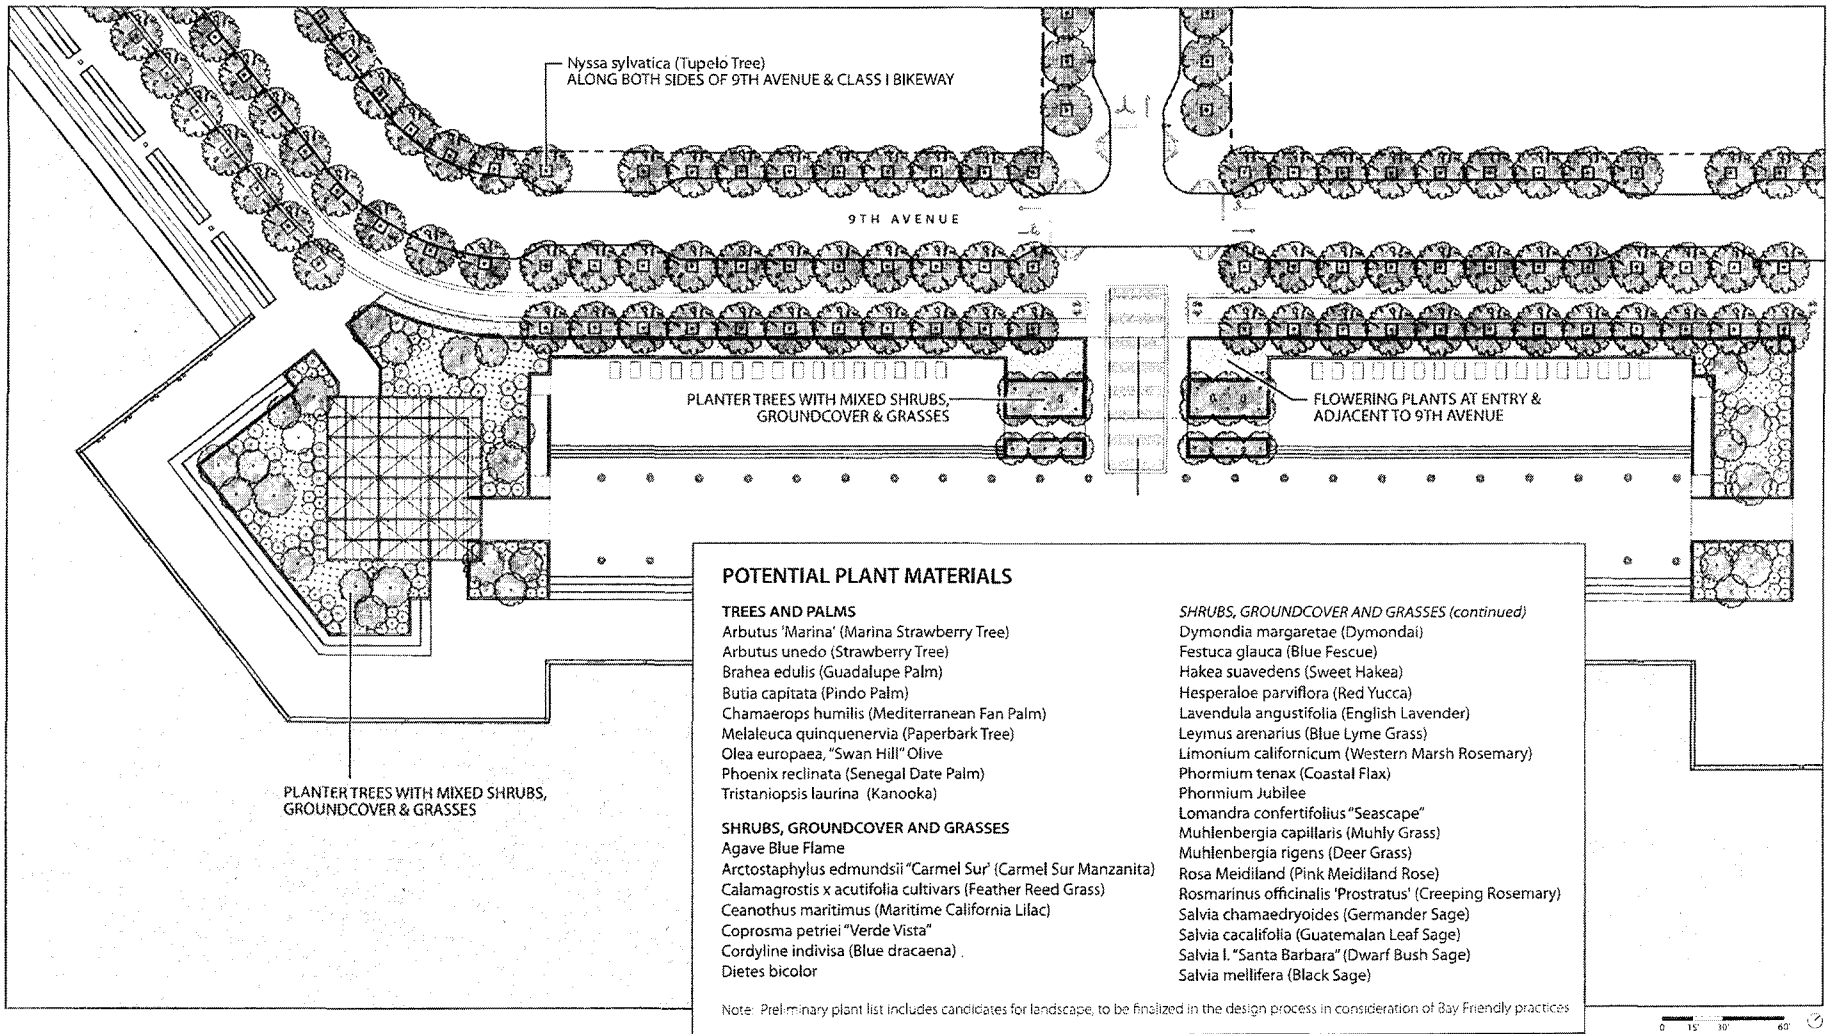 Nyssa sylvatica (Tupelo Tree)
ALONG BOTH SIDES OF 9TH AVENUE & CLASS I BIKEWAY
9TH AVENUE
PLANTER TREES WITH MIXED SHRUBS,
GROUNDCOVER & GRASSES
FLOWERING PLANTS AT ENTRY &
ADJACENT TO 9TH AVENUE
PLANTER TREES WITH MIXED SHRUBS,
GROUNDCOVER & GRASSES
POTENTIAL PLANT MATERIALS
TREES AND PALMS
Arbutus 'Marina' (Marina Strawberry Tree)
Arbutus unedo (Strawberry Tree)
Brahea edulis (Guadalupe Palm)
Butia capitata (Pindo Palm)
Chamaerops humilis (Mediterranean Fan Palm)
Melaleuca quinquenervia (Paperbark Tree)
Olea europaea, "Swan Hill" Olive
Phoenix reclinata (Senegal Date Palm)
Tristaniopsis laurina (Kanooka)
SHRUBS, GROUNDCOVER AND GRASSES
Agave Blue Flame
Arctostaphylus edmundsii "Carmel Sur' (Carmel Sur Manzanita)
Calamagrostis x acutifolia cultivars (Feather Reed Grass)
Ceanothus maritimus (Maritime California Lilac)
Coprosma petriei "Verde Vista"
Cordyline indivisa (Blue dracaena)
Dietes bicolor
SHRUBS, GROUNDCOVER AND GRASSES (continued)
Dymondia margaretae (Dymondai)
Festuca glauca (Blue Fescue)
Hakea suavedens (Sweet Hakea)
Hesperaloe parviflora (Red Yucca)
Lavendula angustifolia (English Lavender)
Leymus arenarius (Blue Lyme Grass)
Limonium californicum (Western Marsh Rosemary)
Phormium tenax (Coastal Flax)
Phormium Jubilee
Lomandra confertifolius "Seascape"
Muhlenbergia capillaris (Muhly Grass)
Muhlenbergia rigens (Deer Grass)
Rosa Meidiland (Pink Meidiland Rose)
Rosmarinus officinalis 'Prostratus' (Creeping Rosemary)
Salvia chamaedryoides (Germander Sage)
Salvia cacalifolia (Guatemalan Leaf Sage)
Salvia l. "Santa Barbara" (Dwarf Bush Sage)
Salvia mellifera (Black Sage)
Note: Preliminary plant list includes candidates for landscape, to be finalized in the design process in consideration of Bay Friendly practices
0 15' 30' 60'